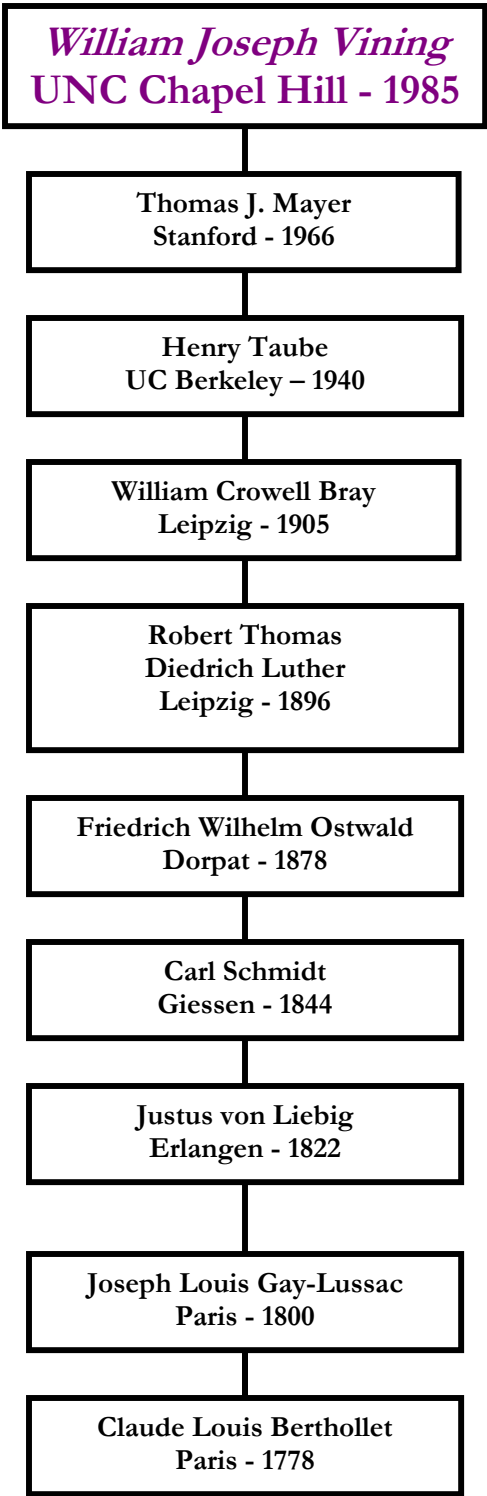 William Joseph Vining
UNC Chapel Hill - 1985
Thomas J. Mayer
Stanford - 1966
Henry Taube
UC Berkeley – 1940
William Crowell Bray
Leipzig - 1905
Robert Thomas
Diedrich Luther
Leipzig - 1896
Friedrich Wilhelm Ostwald
Dorpat - 1878
Carl Schmidt
Giessen - 1844
Justus von Liebig
Erlangen - 1822
Joseph Louis Gay-Lussac
Paris - 1800
Claude Louis Berthollet
Paris - 1778